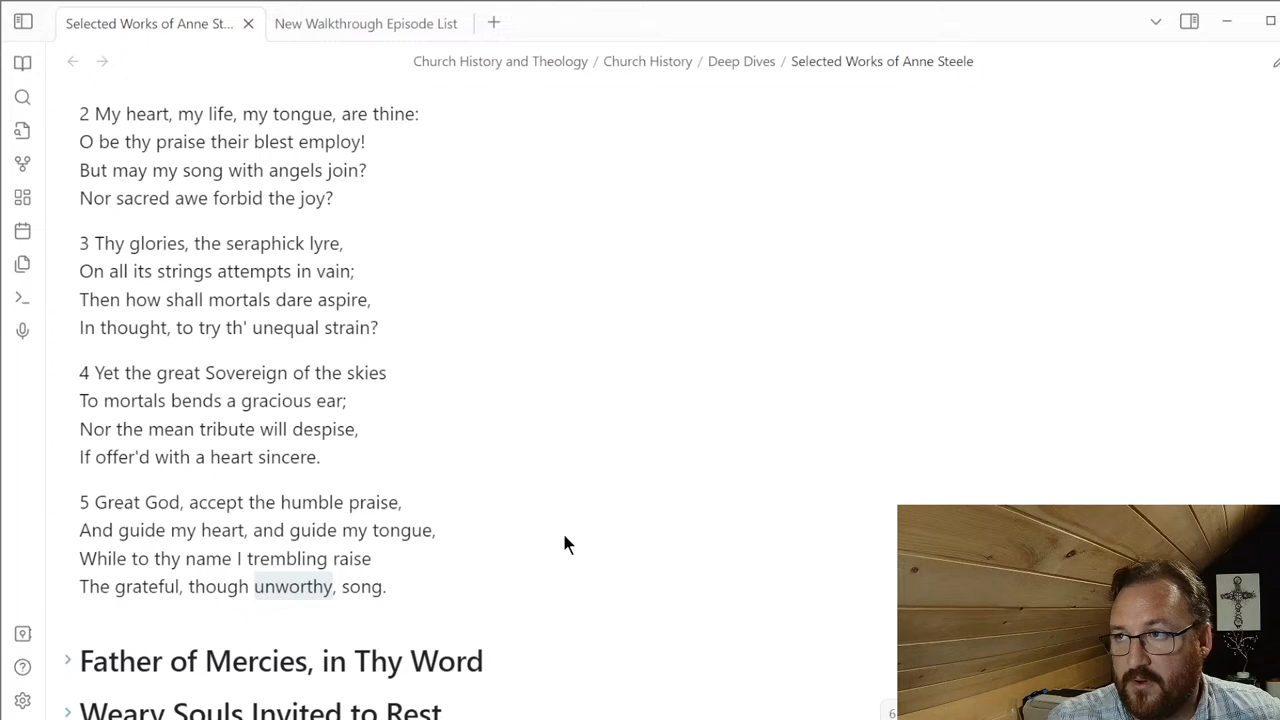 Selected Works of Anne St...
New Walkthrough Episode List
Church History and Theology / Church History / Deep Dives / Selected Works of Anne Steele
2 My heart, my life, my tongue, are thine:
O be thy praise their blest employ!
But may my song with angels join?
Nor sacred awe forbid the joy?
3 Thy glories, the seraphick lyre,
On all its strings attempts in vain;
Then how shall mortals dare aspire,
In thought, to try th' unequal strain?
4 Yet the great Sovereign of the skies
To mortals bends a gracious ear;
Nor the mean tribute will despise,
If offer'd with a heart sincere.
5 Great God, accept the humble praise,
And guide my heart, and guide my tongue,
While to thy name I trembling raise
The grateful, though unworthy, song.
Father of Mercies, in Thy Word
Weary Souls Invited to Rest
6